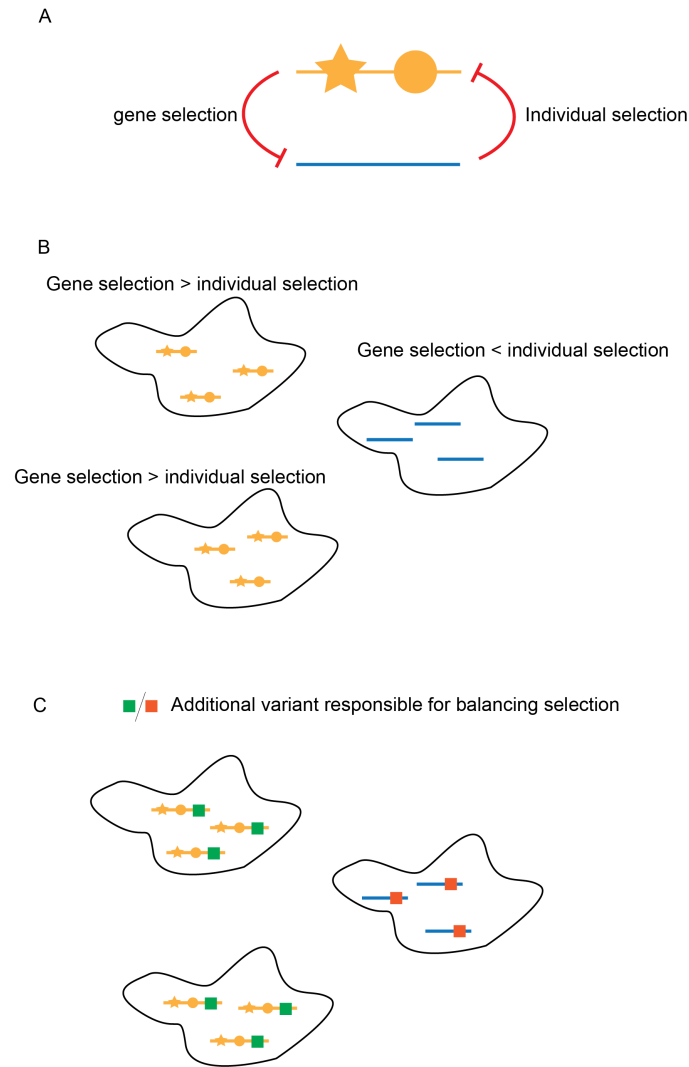 A
gene selection
Individual selection
B
Gene selection > individual selection
Gene selection < individual selection
Gene selection > individual selection
C
/ Additional variant responsible for balancing selection